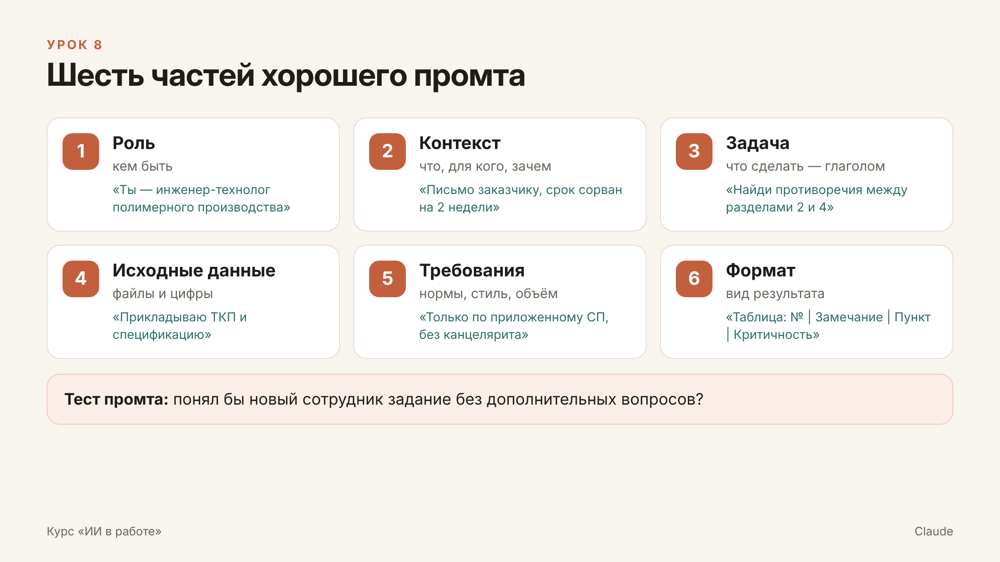 УРОК 8
Шесть частей хорошего промта
1
Роль
кем быть
«Ты — инженер-технолог
полимерного производства»
2
Контекст
что, для кого, зачем
«Письмо заказчику, срок сорван
на 2 недели»
3
Задача
что сделать — глаголом
«Найди противоречия между
разделами 2 и 4»
4
Исходные данные
файлы и цифры
«Прикладываю ТКП и
спецификацию»
5
Требования
нормы, стиль, объём
«Только по приложенному СП,
без канцелярита»
6
Формат
вид результата
«Таблица: № | Замечание | Пункт
| Критичность»
Тест промта: понял бы новый сотрудник задание без дополнительных вопросов?
Курс «ИИ в работе»
Claude